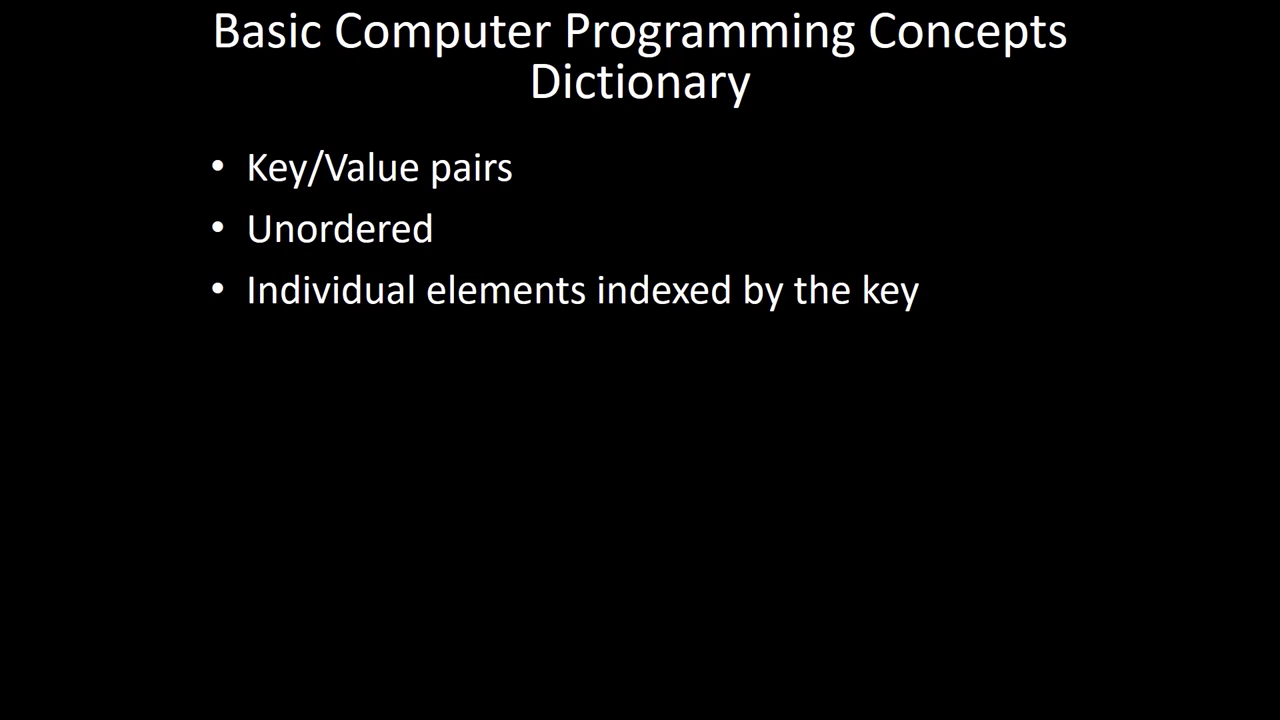 Basic Computer Programming Concepts
Dictionary
• Key/Value pairs
• Unordered
• Individual elements indexed by the key